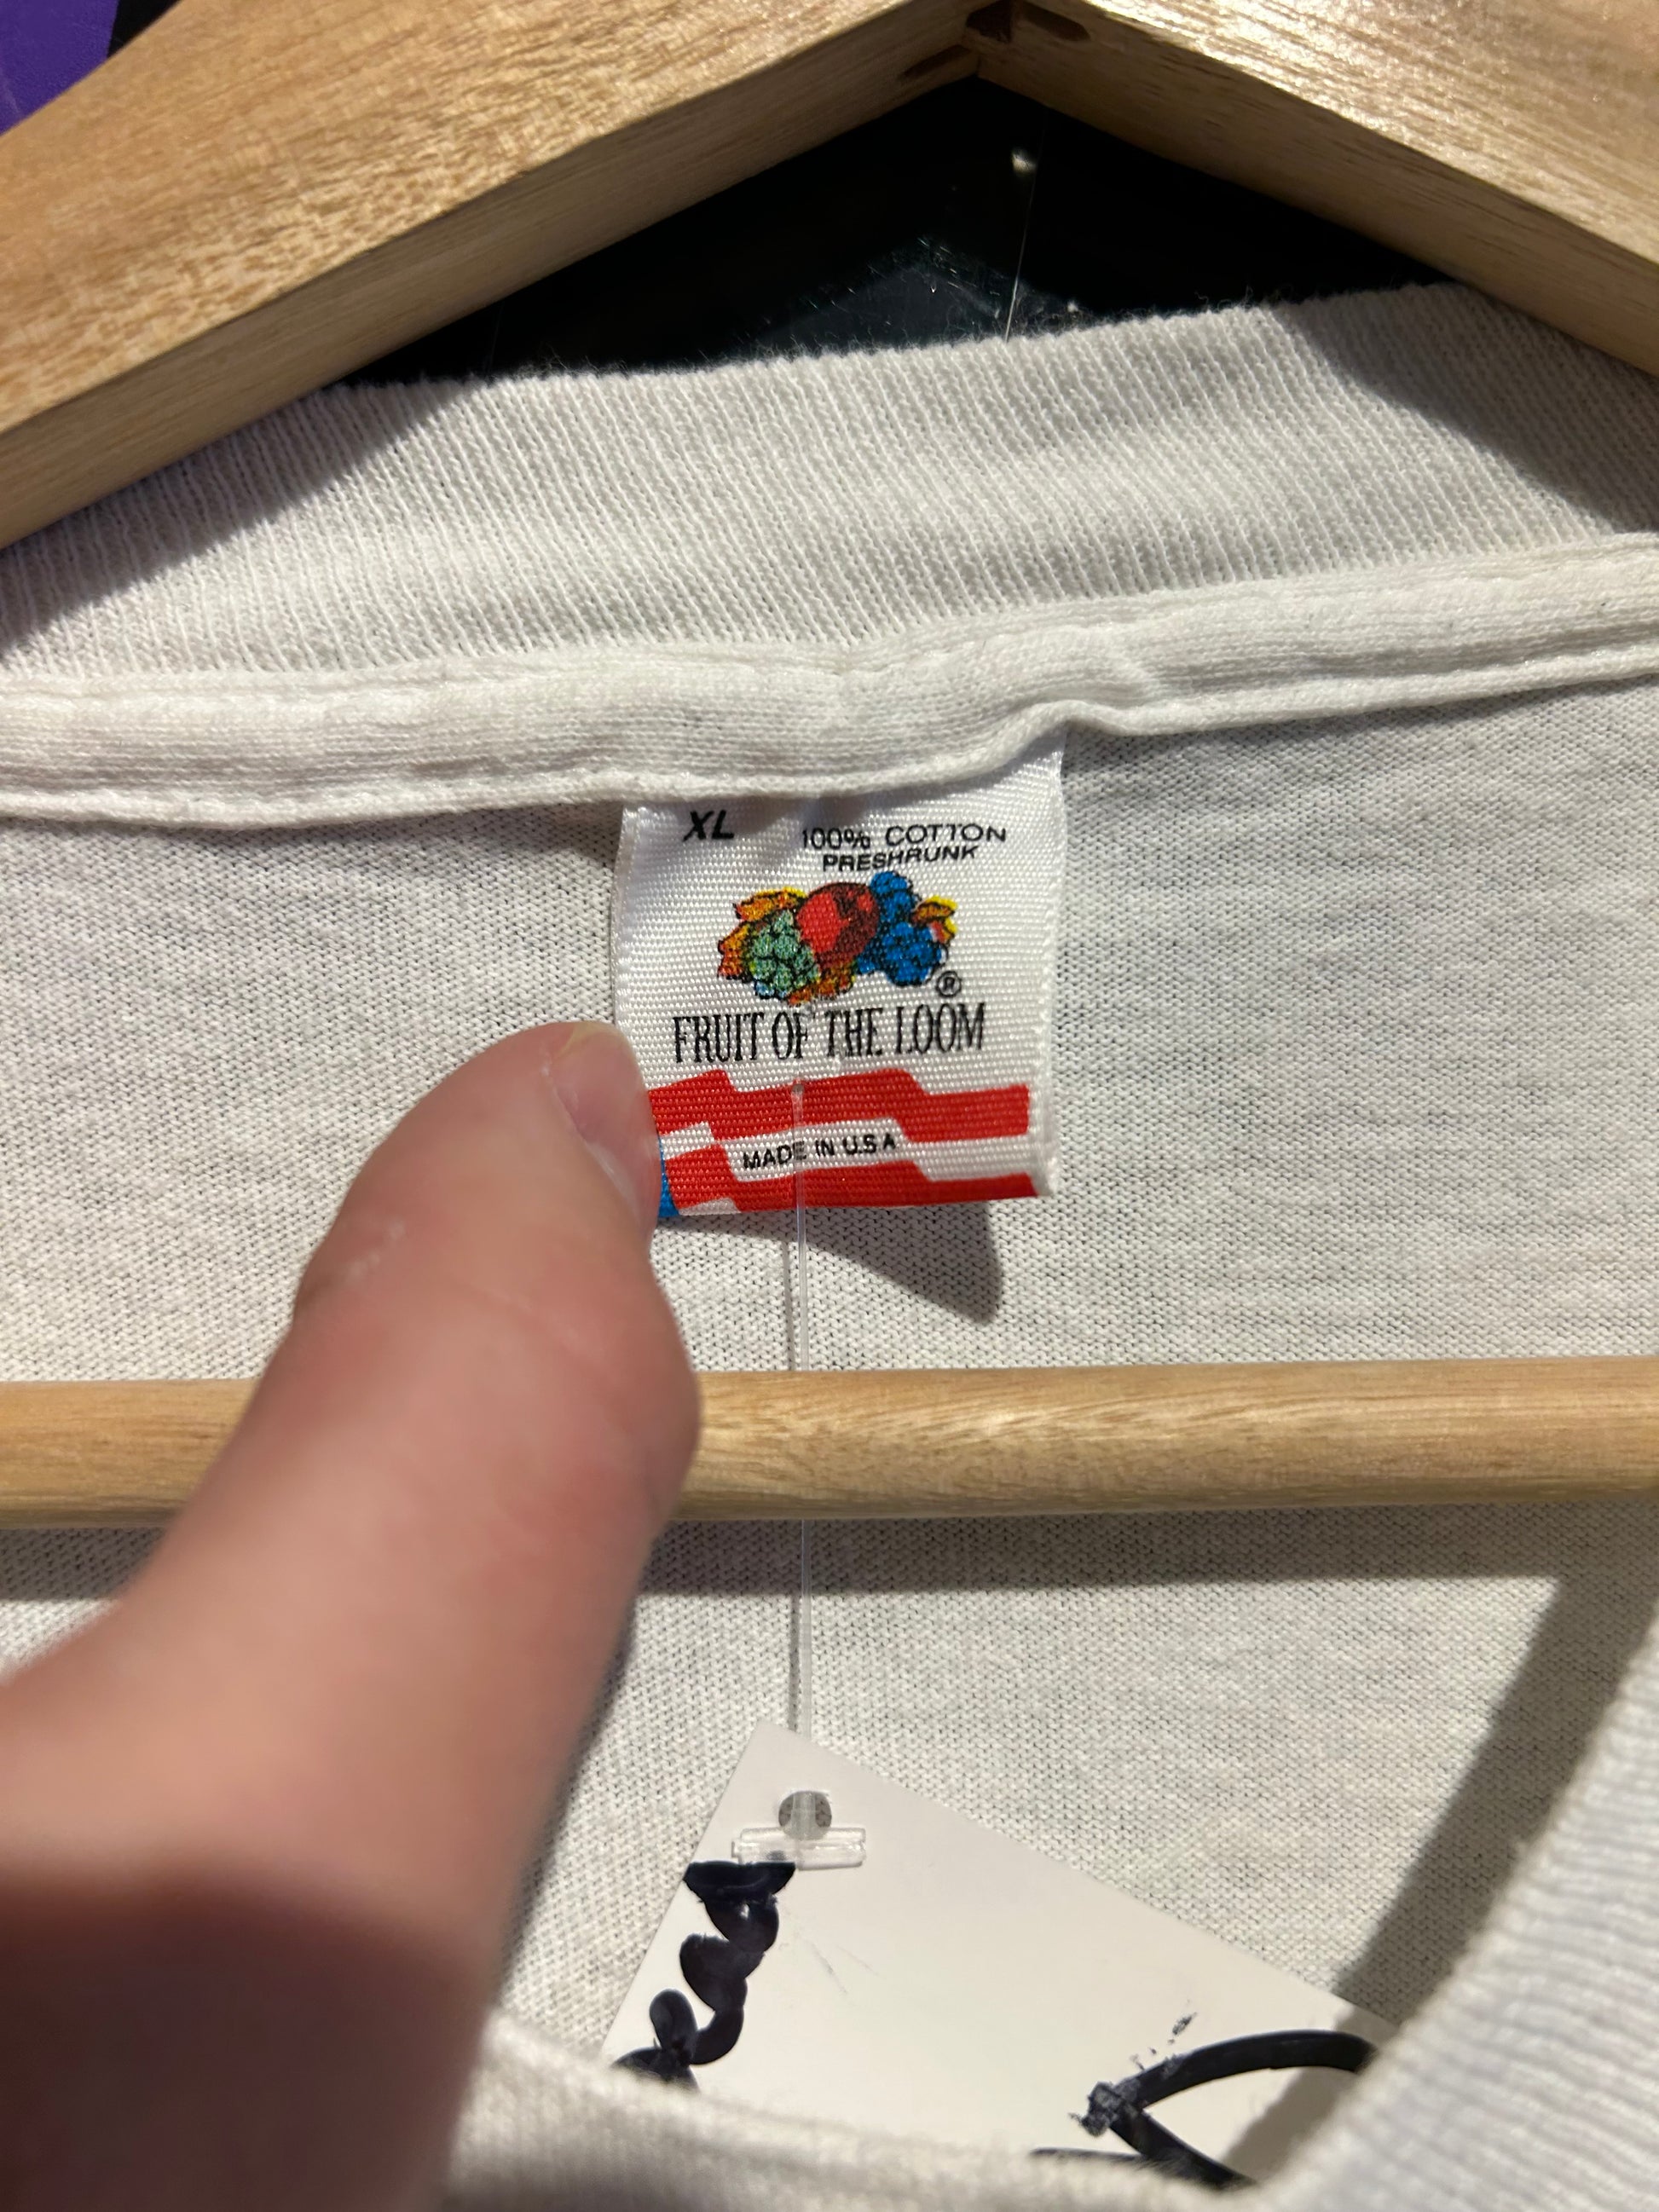 XL
100% COTTON
PRESHRUNK
®
FRUIT OF THE LOOM
MADE IN U.S.A